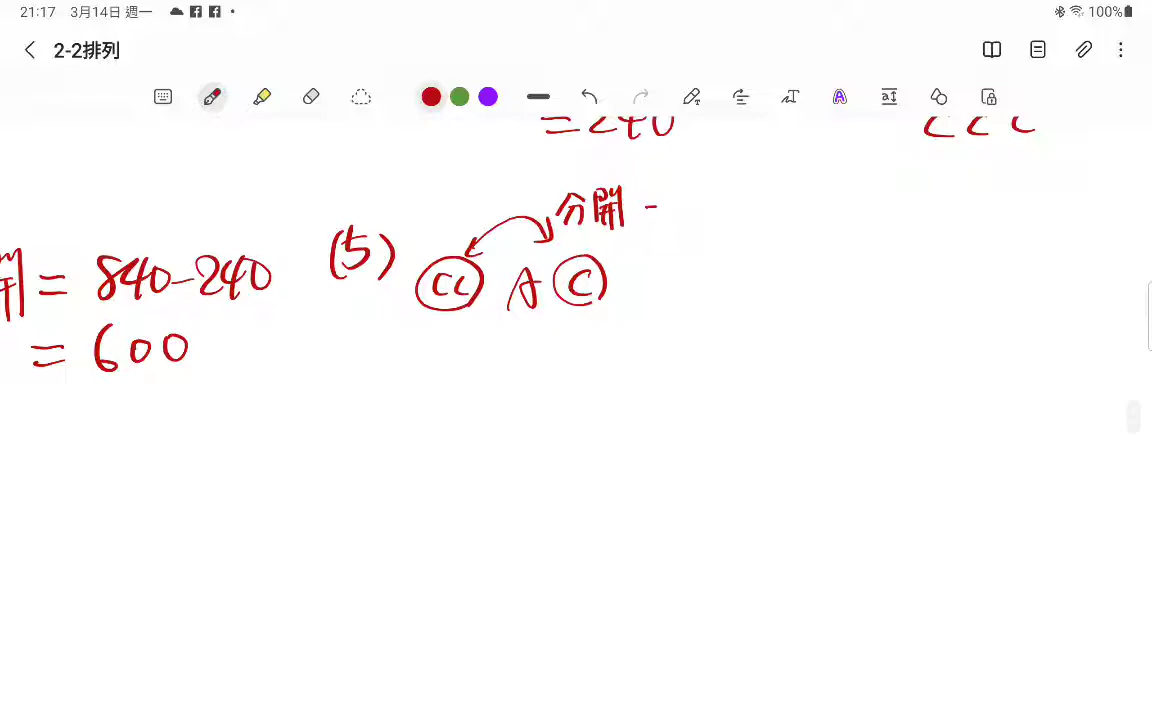 21:17 3月14日 週一 100%
2-2排列
=240
分開 -
開 = 840-240 (5) CC A C
= 600